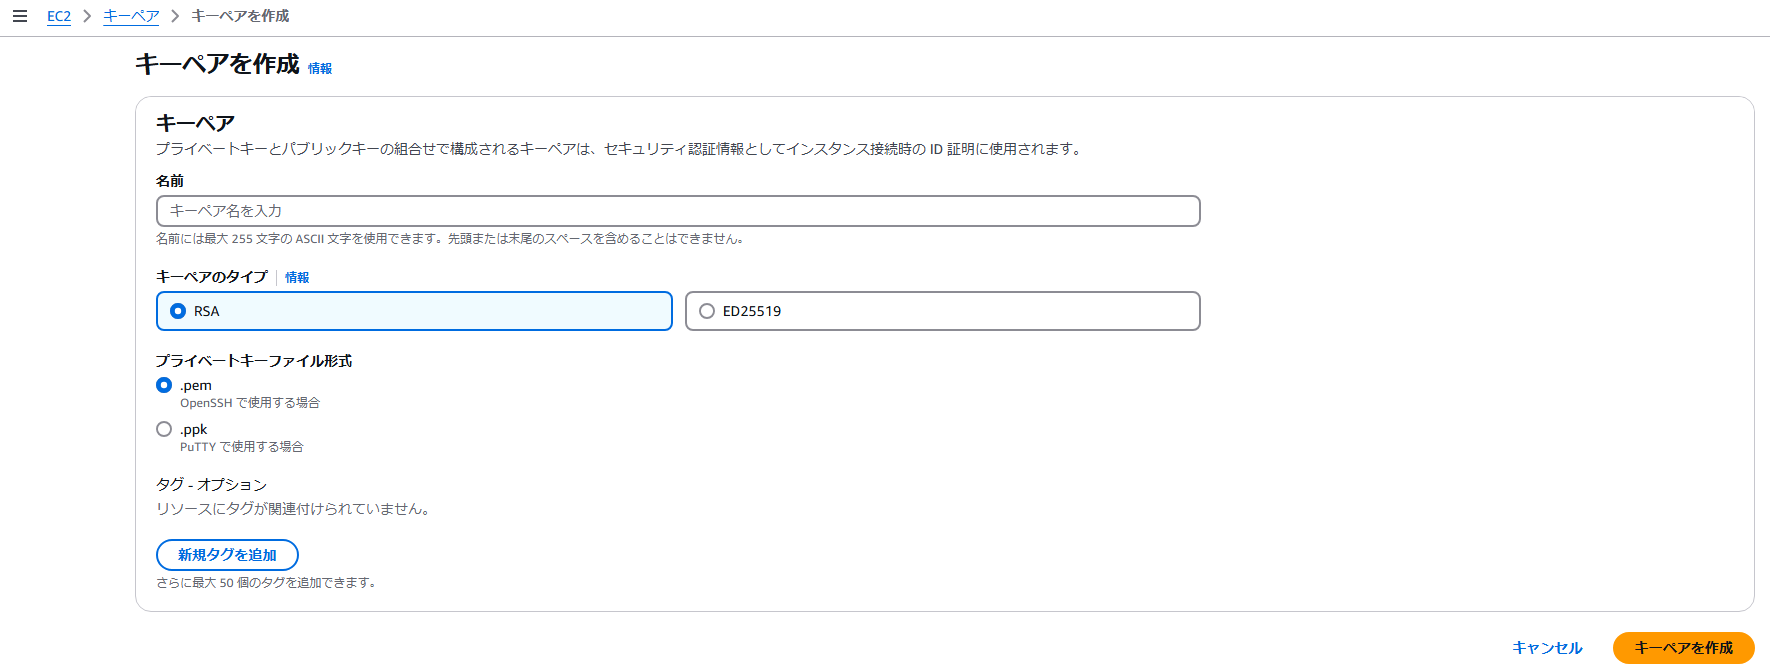 EC2 > キーペア > キーペアを作成
キーペアを作成 情報
キーペア
プライベートキーとパブリックキーの組合せで構成されるキーペアは、セキュリティ認証情報としてインスタンス接続時の ID 証明に使用されます。
名前
キーペア名を入力
名前には最大 255 文字の ASCII 文字を使用できます。先頭または末尾のスペースを含めることはできません。
キーペアのタイプ 情報
RSA ED25519
プライベートキーファイル形式
.pem
OpenSSH で使用する場合
.ppk
PuTTY で使用する場合
タグ - オプション
リソースにタグが関連付けられていません。
新規タグを追加
さらに最大 50 個のタグを追加できます。
キャンセル キーペアを作成